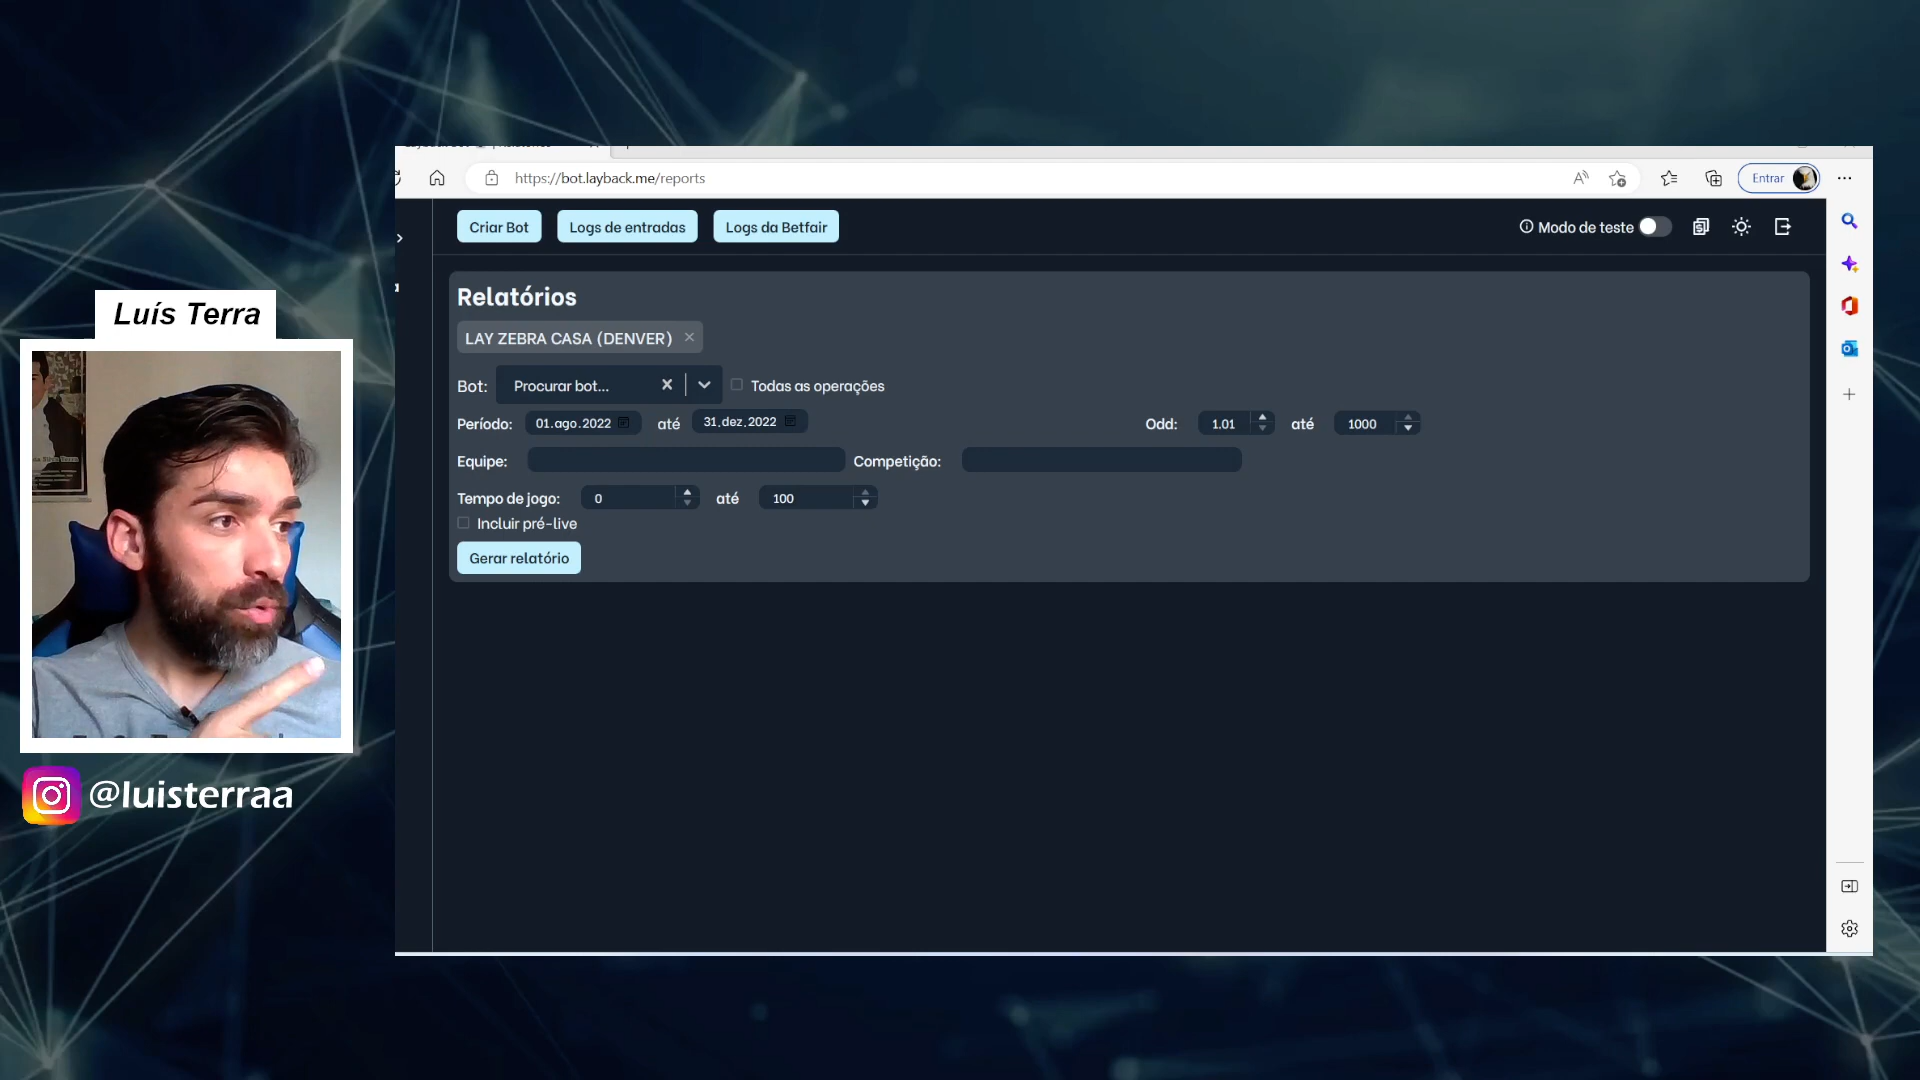 https://bot.layback.me/reports
Entrar
Criar Bot
Logs de entradas
Logs da Betfair
Modo de teste
Relatórios
LAY ZEBRA CASA (DENVER)
Bot: Procurar bot... Todas as operações
Período: 01.ago.2022 até 31.dez.2022 Odd: 1.01 até 1000
Equipe: Competição:
Tempo de jogo: 0 até 100
Incluir pré-live
Gerar relatório
Luís Terra
@luisterraa